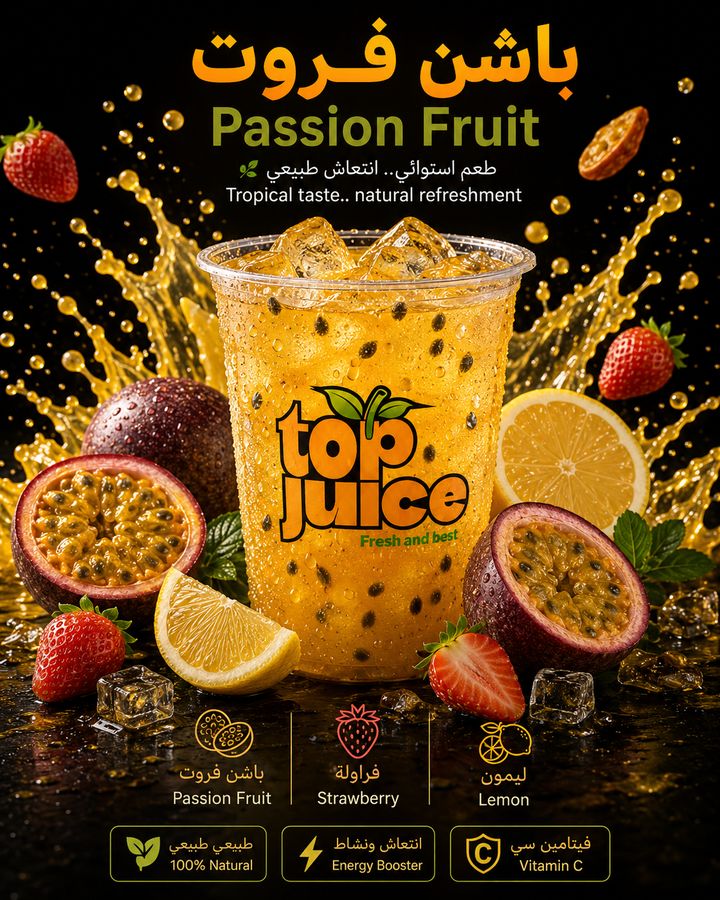 باشن فروت
Passion Fruit
طعم استوائي.. انتعاش طبيعي
Tropical taste.. natural refreshment
top
juice
Fresh and best
باشن فروت
Passion Fruit
فراولة
Strawberry
ليمون
Lemon
طبيعي طبيعي
100% Natural
انتعاش ونشاط
Energy Booster
C
فيتامين سي
Vitamin C